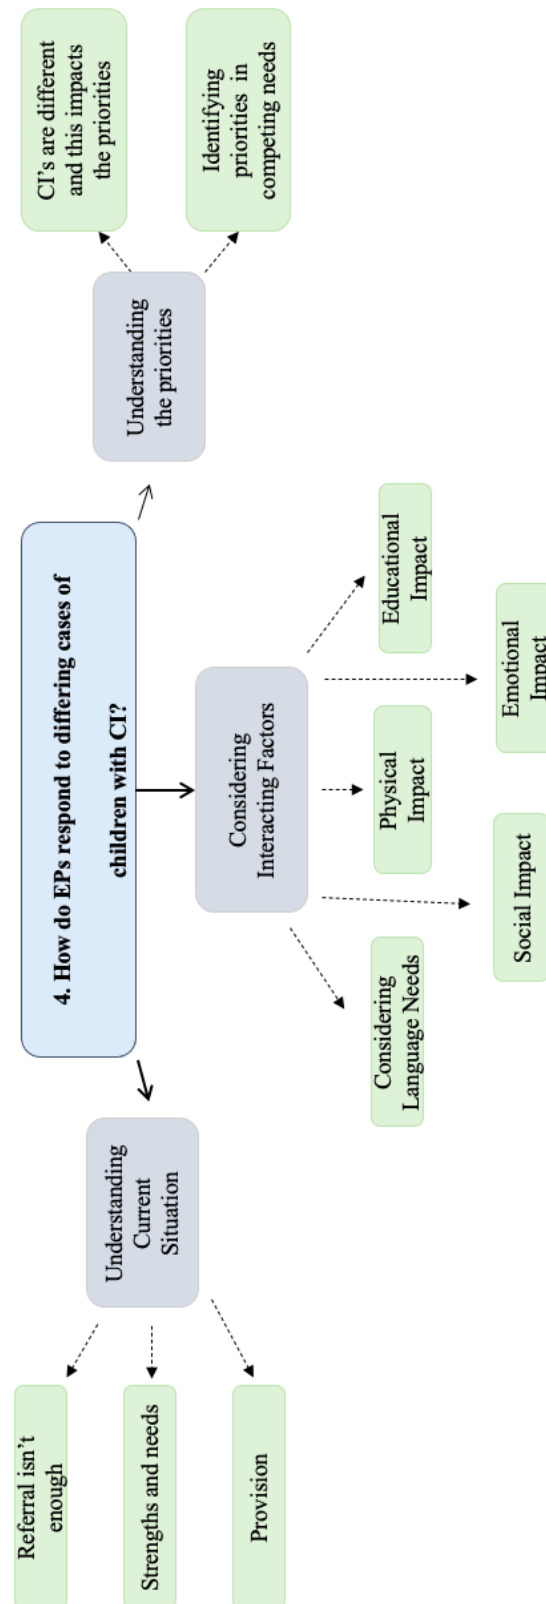 4. How do EPs respond to differing cases of
children with CI?
Understanding
Current
Situation
Referral isn't
enough
Strengths and needs
Provision
Considering
Interacting Factors
Considering
Language Needs
Social Impact
Physical
Impact
Emotional
Impact
Educational
Impact
Understanding
the priorities
CI's are different
and this impacts
the priorities
Identifying
priorities in
competing needs